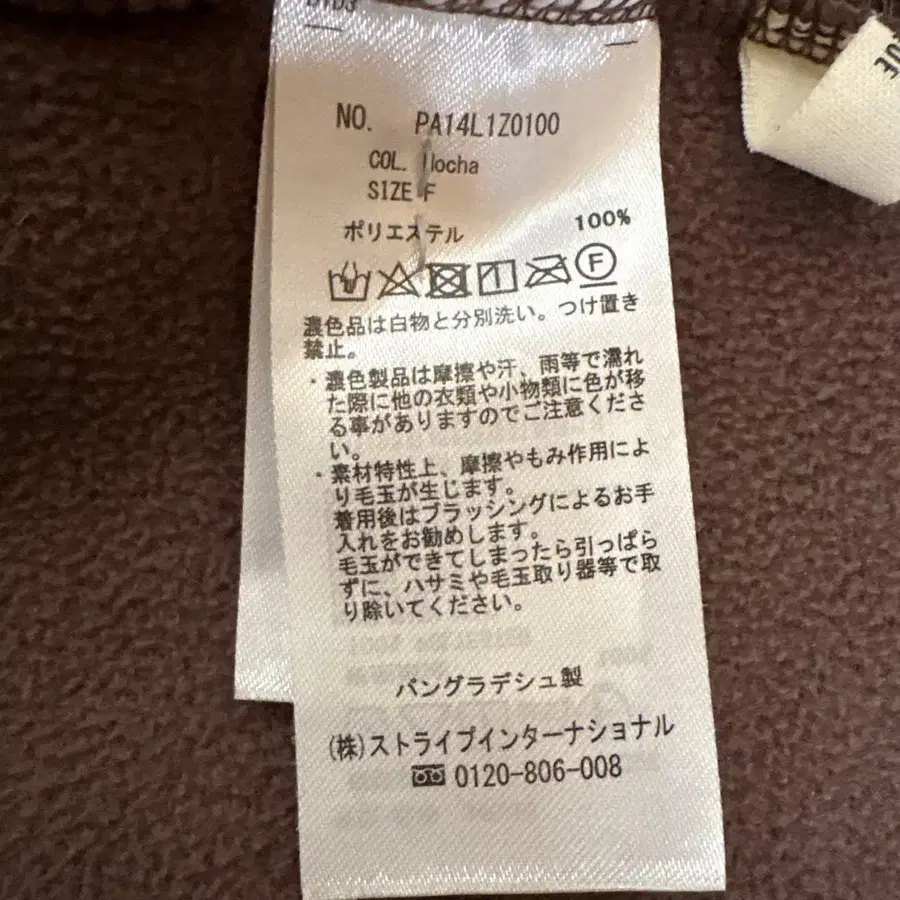 NO. PA14L1Z0100
COL. Mocha
SIZE F
ポリエステル 100%
F
濃色品は白物と分別洗い。つけ置き
禁止。
・濃色製品は摩擦や汗、雨等で濡れ
た際に他の衣類や小物類に色が移
る事がありますのでご注意くださ
い。
・素材特性上、摩擦やもみ作用によ
り毛玉が生じます。
着用後はブラッシングによるお手
入れをお勧めします。
毛玉ができてしまったら引っぱら
ずに、ハサミや毛玉取り器等で取
り除いてください。
バングラデシュ製
(株)ストライプインターナショナル
0120-806-008